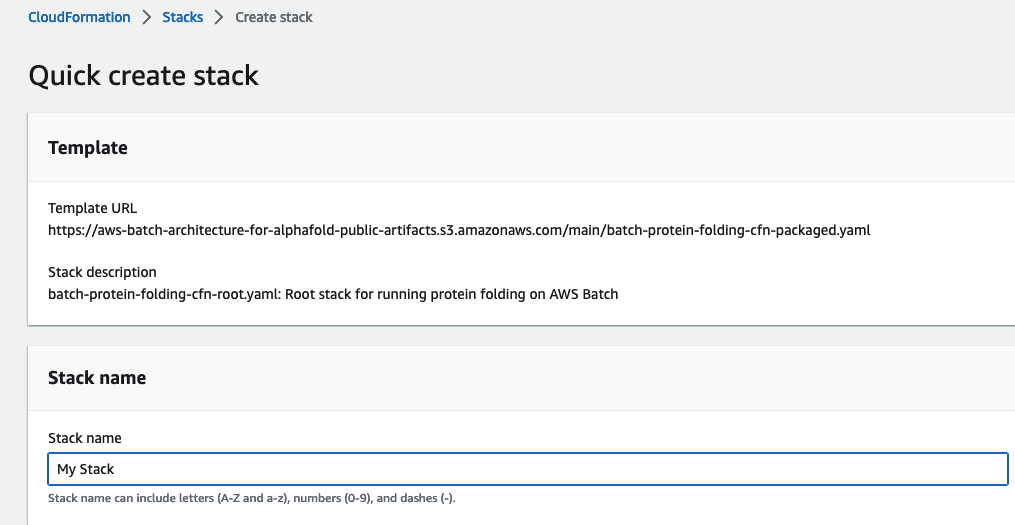 CloudFormation > Stacks > Create stack
Quick create stack
Template
Template URL
https://aws-batch-architecture-for-alphafold-public-artifacts.s3.amazonaws.com/main/batch-protein-folding-cfn-packaged.yaml
Stack description
batch-protein-folding-cfn-root.yaml: Root stack for running protein folding on AWS Batch
Stack name
Stack name
My Stack
Stack name can include letters (A-Z and a-z), numbers (0-9), and dashes (-).